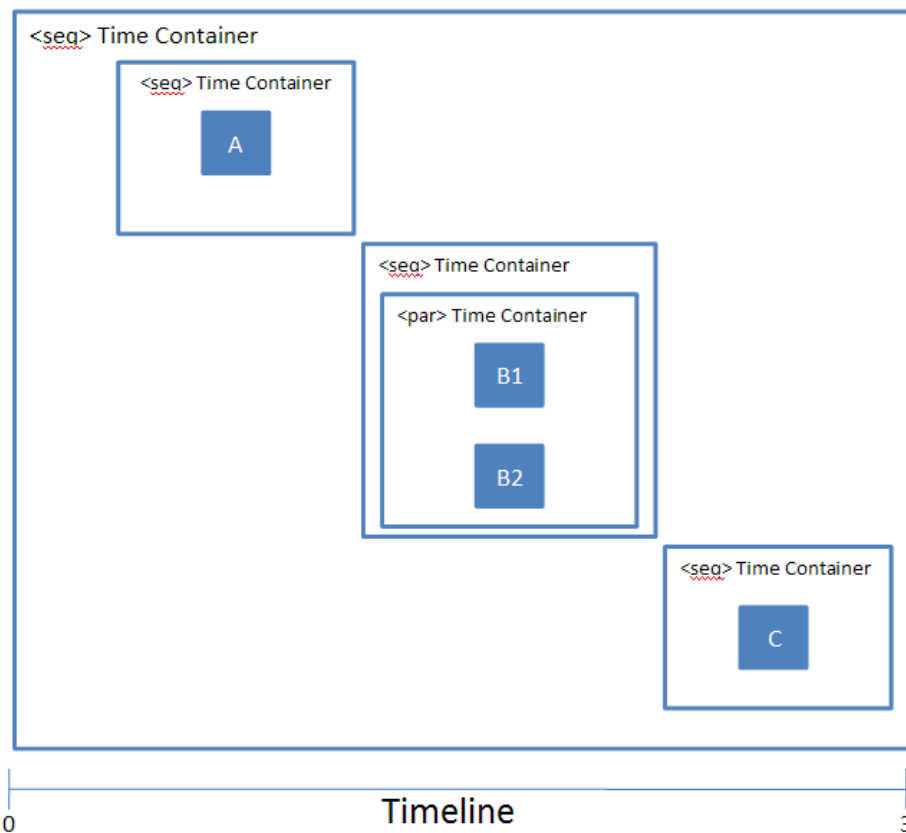 <seq> Time Container
<seq> Time Container
A
<seq> Time Container
<par> Time Container
B1
B2
<seq> Time Container
C
Timeline
0
3